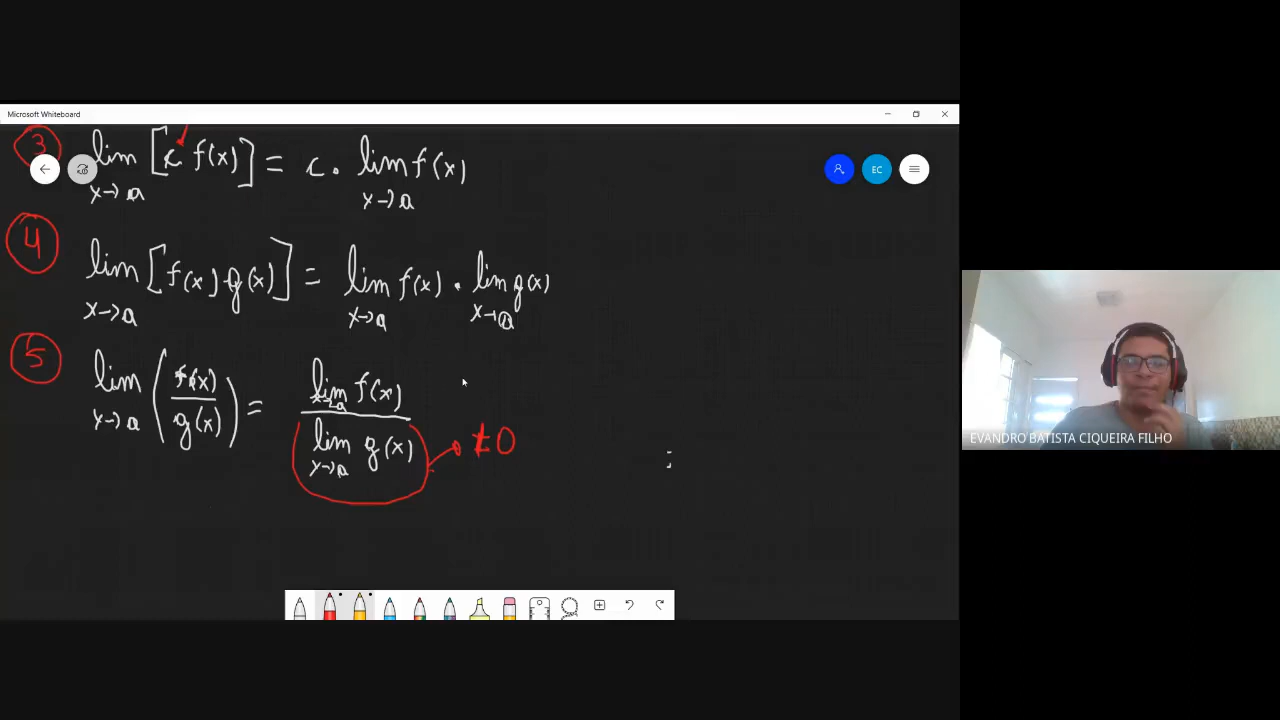 Microsoft Whiteboard
③ lim x→a [c f(x)] = c · lim x→a f(x)
EC
④ lim x→a [f(x) · g(x)] = lim x→a f(x) · lim x→a g(x)
⑤ lim x→a (f(x)/g(x)) = lim x→a f(x) / lim x→a g(x) → ≠ 0
EVANDRO BATISTA CIQUEIRA FILHO